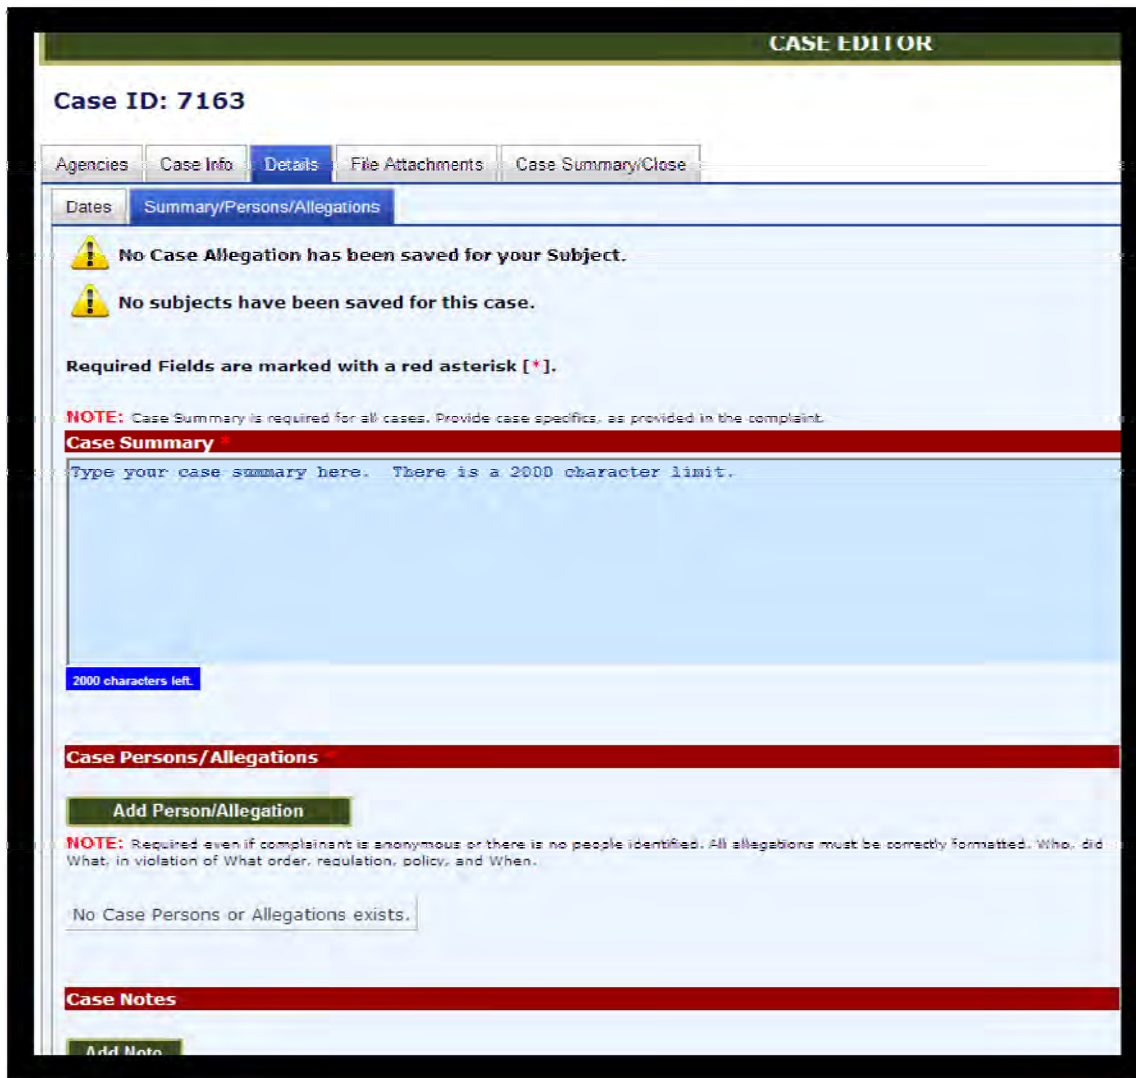 CASE EDITOR
Case ID: 7163
Agencies Case Info Details File Attachments Case Summary/Close
Dates Summary/Persons/Allegations
No Case Allegation has been saved for your Subject.
No subjects have been saved for this case.
Required Fields are marked with a red asterisk [*].
NOTE: Case Summary is required for all cases. Provide case specifics, as provided in the complaint.
Case Summary *
Type your case summary here. There is a 2000 character limit.
2000 characters left.
Case Persons/Allegations *
Add Person/Allegation
NOTE: Required even if complainant is anonymous or there is no people identified. All allegations must be correctly formatted. Who, did
What, in violation of What order, regulation, policy, and When.
No Case Persons or Allegations exists.
Case Notes
Add Note